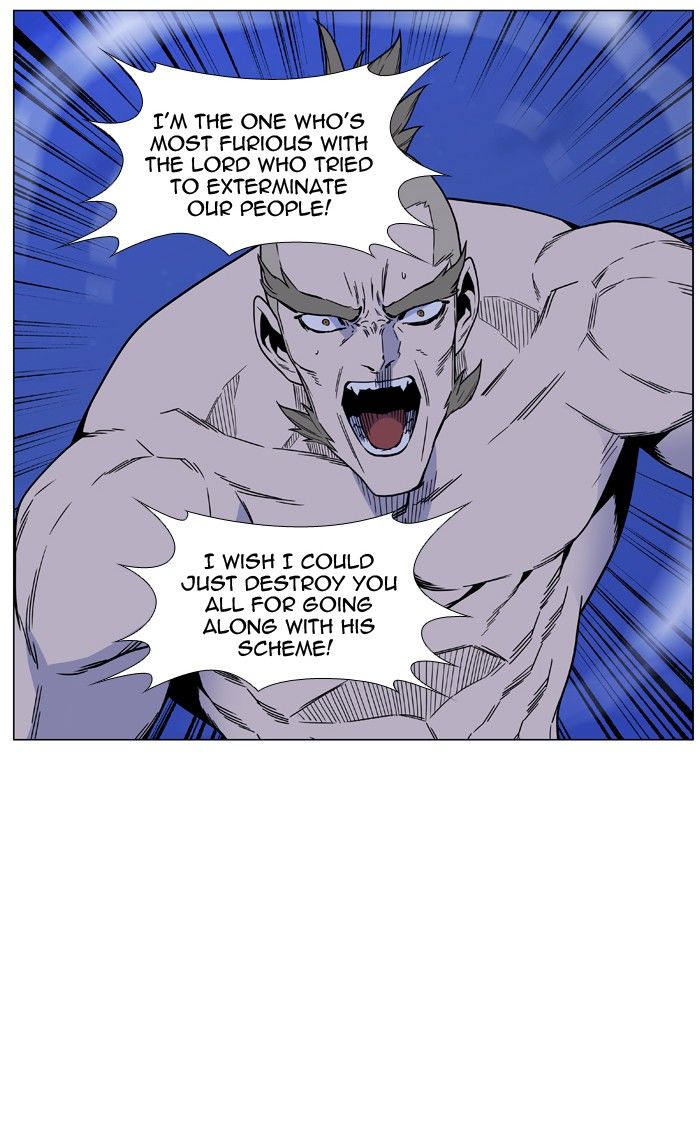 I'M THE ONE WHO'S
MOST FURIOUS WITH
THE LORD WHO TRIED
TO EXTERMINATE
OUR PEOPLE!
I WISH I COULD
JUST DESTROY YOU
ALL FOR GOING
ALONG WITH HIS
SCHEME!